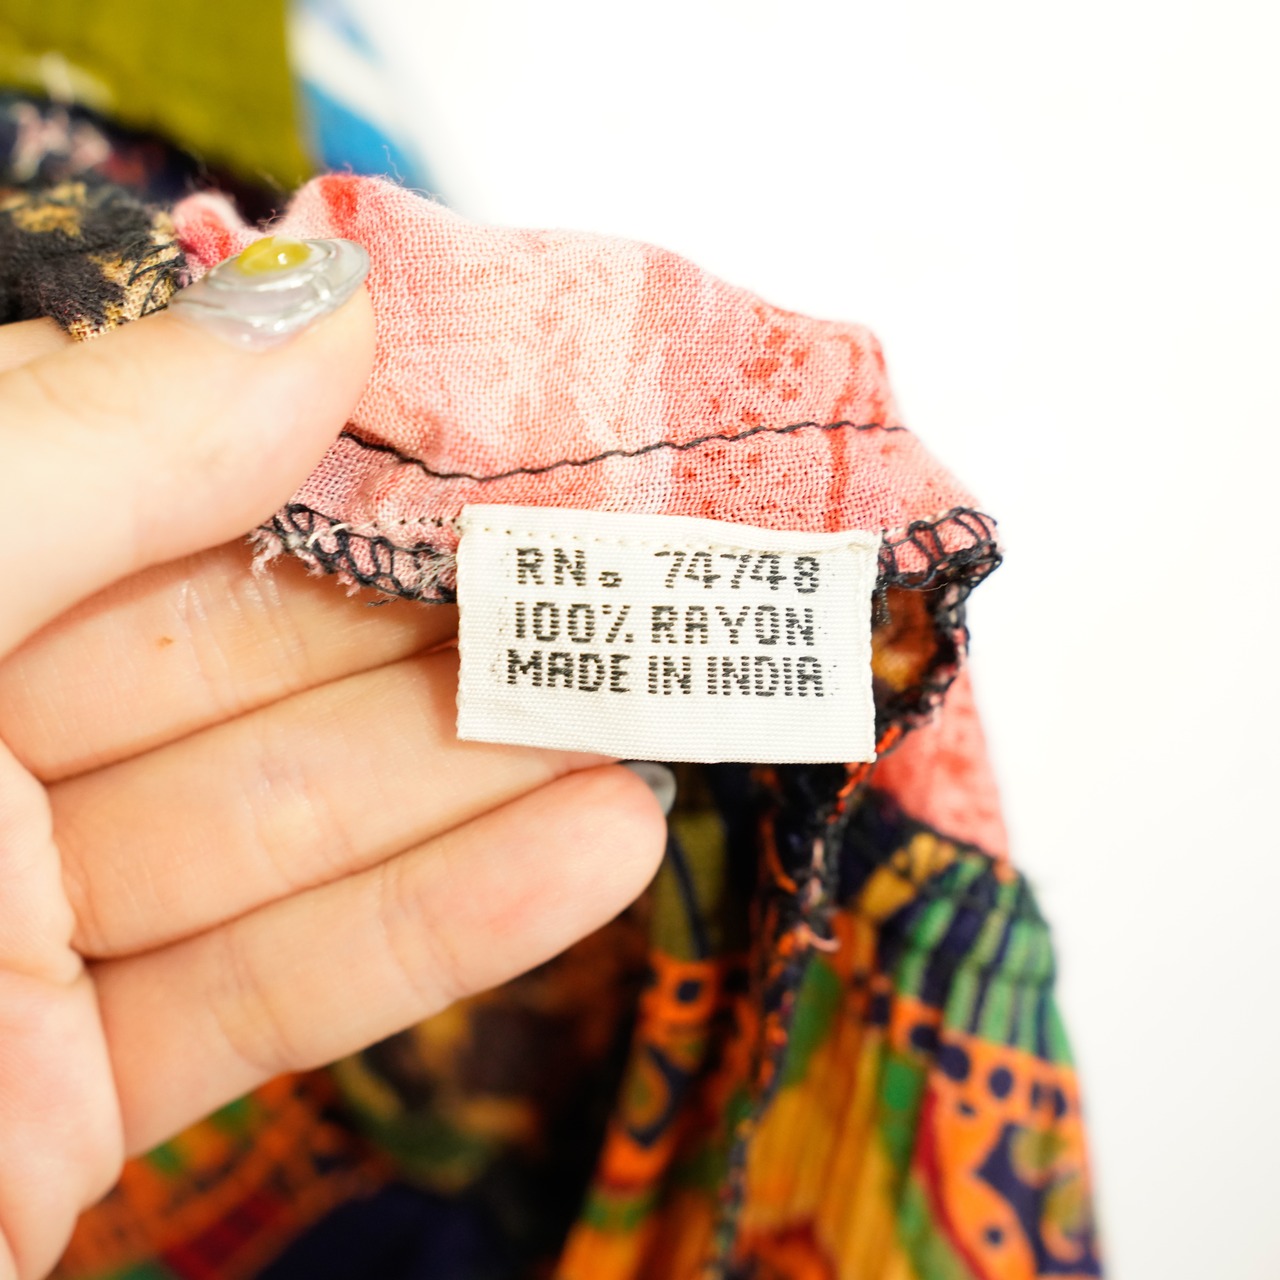 RN. 74748
100% RAYON
MADE IN INDIA